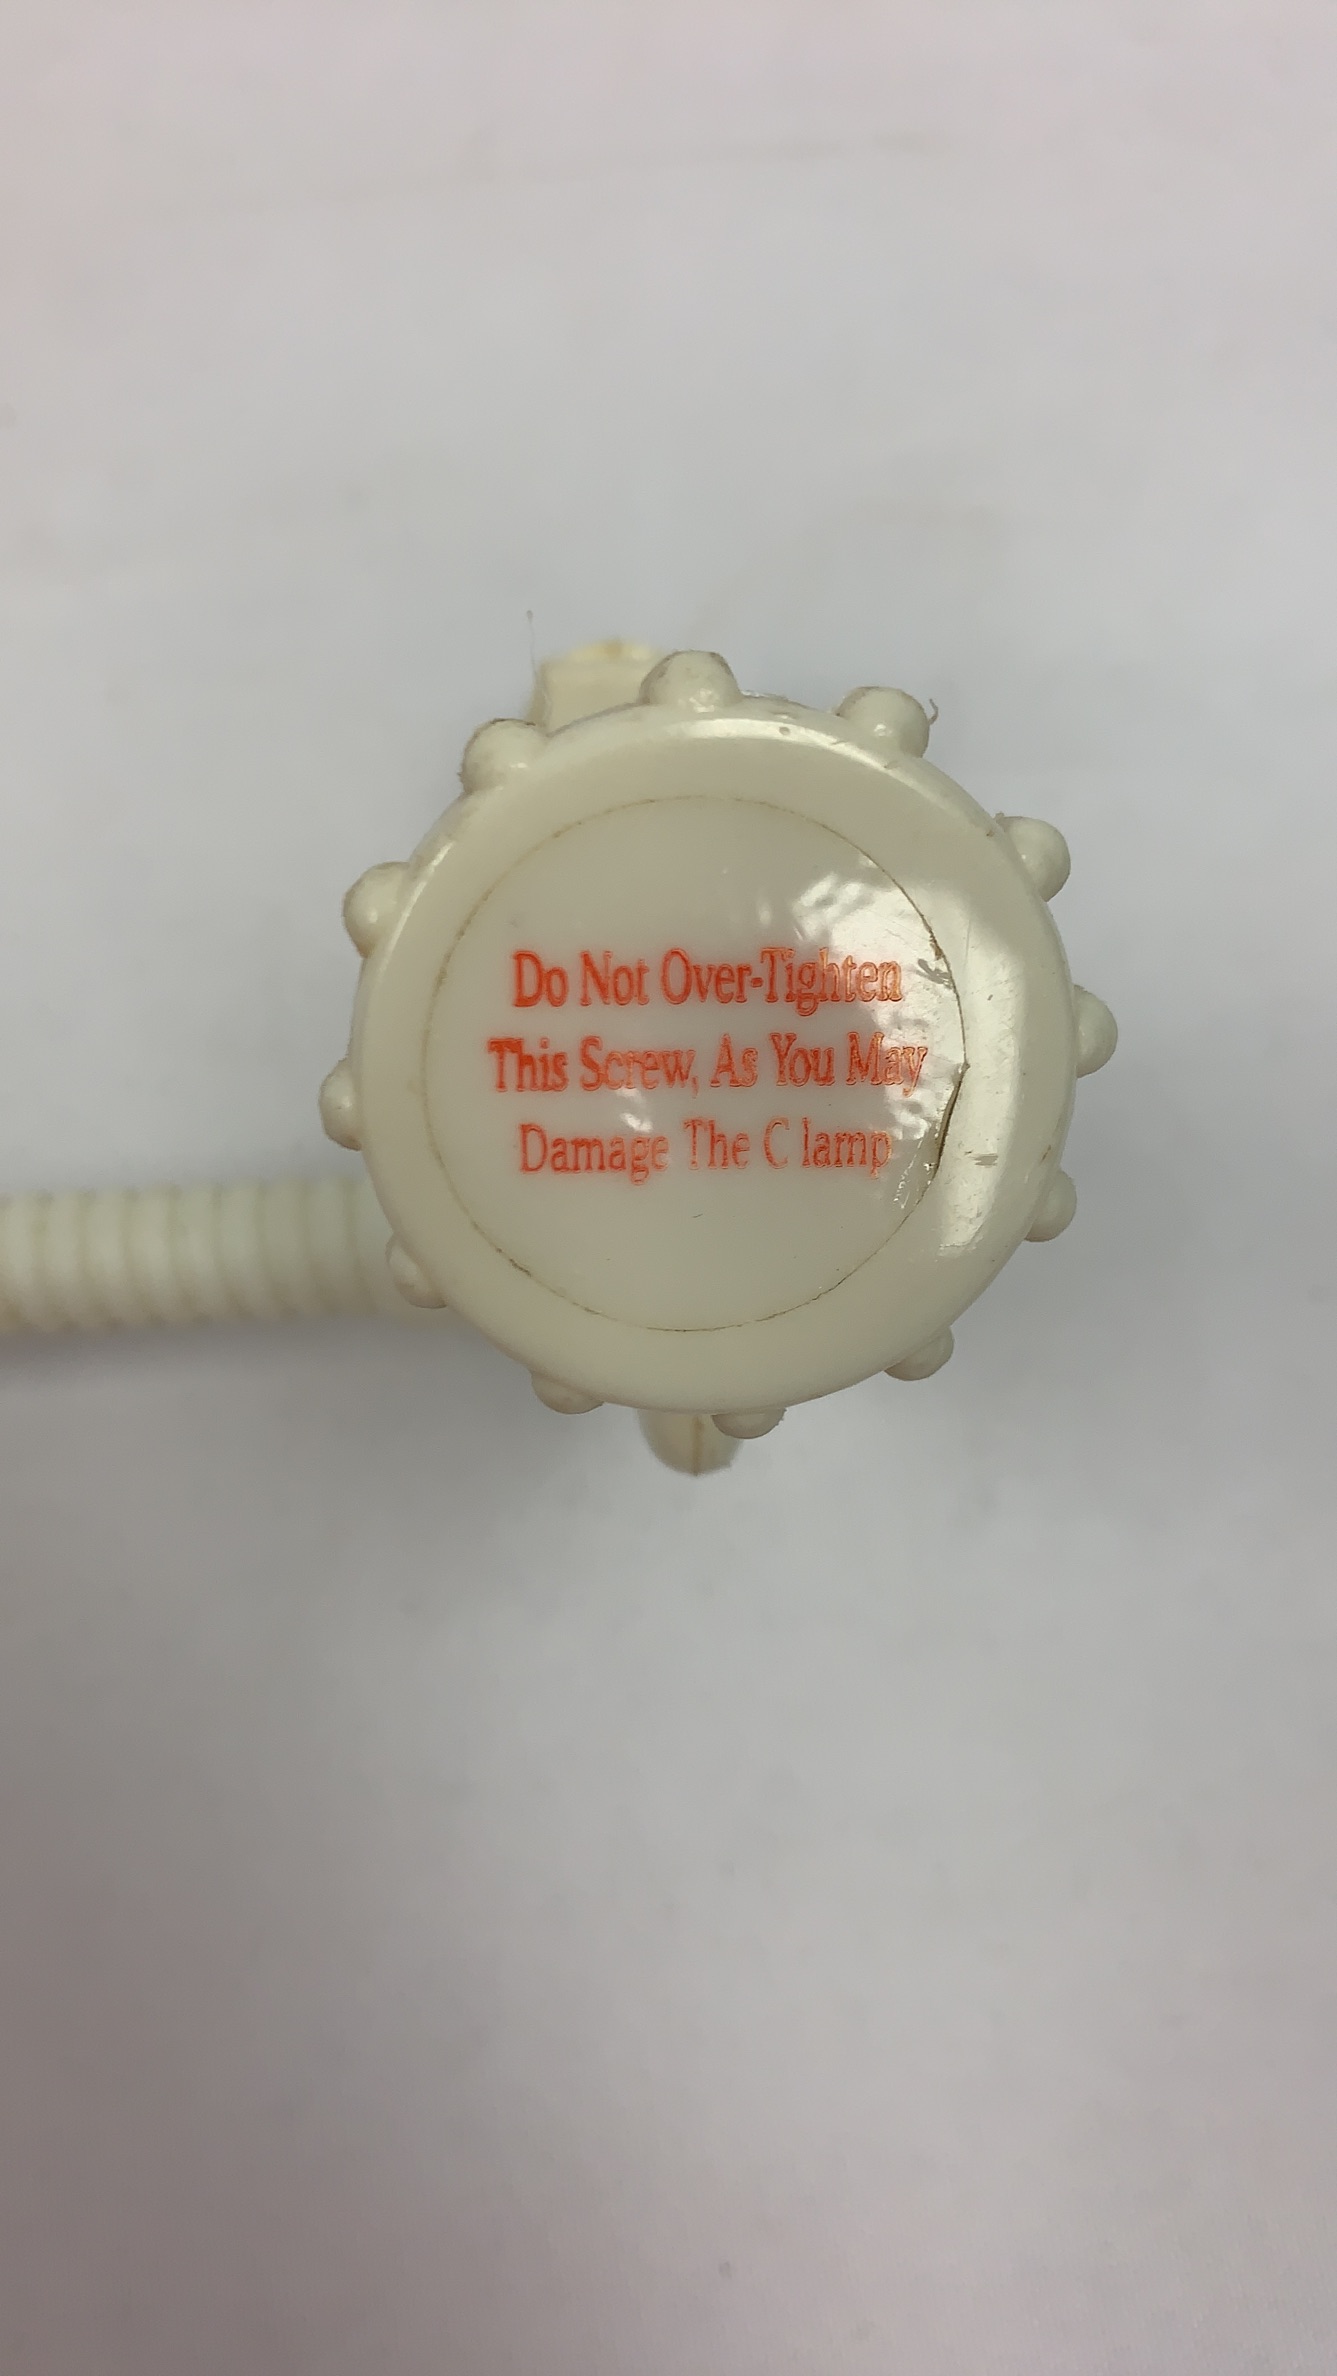 Do Not Over-Tighten
This Screw, As You May
Damage The C lamp